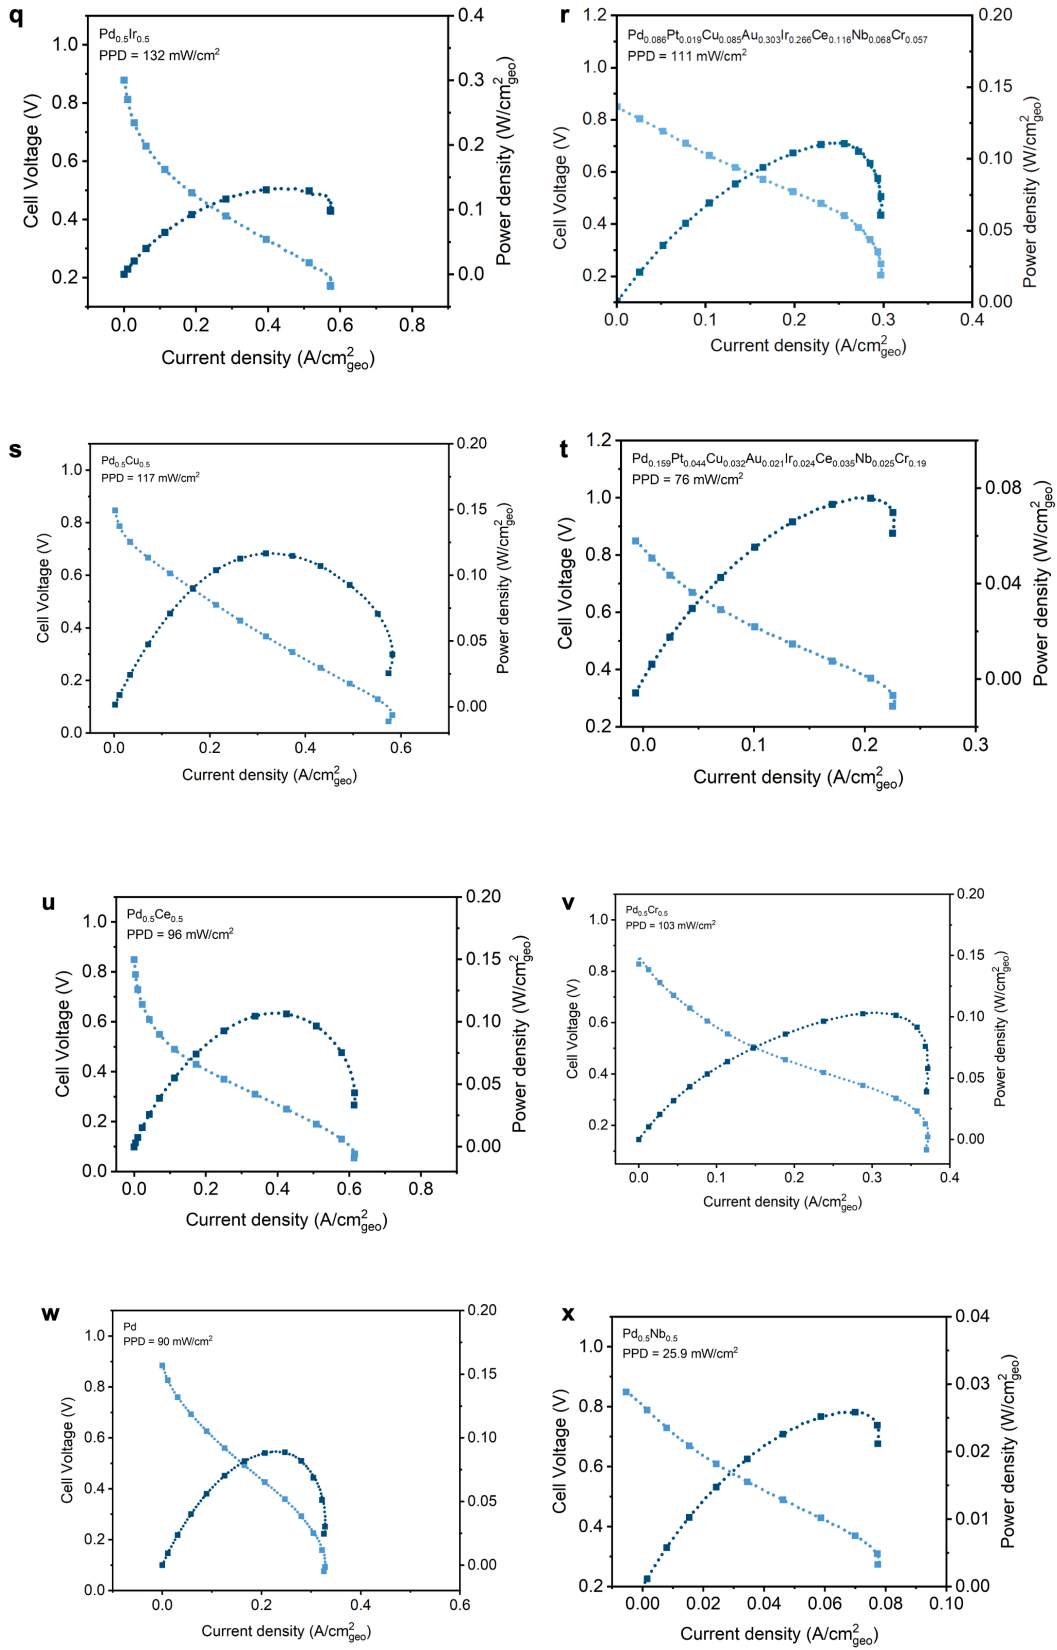 q
Pd0.5Ir0.5
PPD = 132 mW/cm2
1.0
0.8
0.6
0.4
0.2
Cell Voltage (V)
0.4
0.3
0.2
0.1
0.0
Power density (W/cm2geo)
0.0 0.2 0.4 0.6 0.8
Current density (A/cm2geo)
r
Pd0.086Pt0.019Cu0.085Au0.303Ir0.266Ce0.116Nb0.068Cr0.057
PPD = 111 mW/cm2
1.2
1.0
0.8
0.6
0.4
0.2
Cell Voltage (V)
0.20
0.15
0.10
0.05
0.00
Power density (W/cm2geo)
0.0 0.1 0.2 0.3 0.4
Current density (A/cm2geo)
s
Pd0.5Cu0.5
PPD = 117 mW/cm2
1.0
0.8
0.6
0.4
0.2
0.0
Cell Voltage (V)
0.20
0.15
0.10
0.05
0.00
Power density (W/cm2geo)
0.0 0.2 0.4 0.6
Current density (A/cm2geo)
t
Pd0.159Pt0.044Cu0.032Au0.021Ir0.024Ce0.035Nb0.025Cr0.19
PPD = 76 mW/cm2
1.2
1.0
0.8
0.6
0.4
0.2
Cell Voltage (V)
0.08
0.04
0.00
Power density (W/cm2geo)
0.0 0.1 0.2 0.3
Current density (A/cm2geo)
u
Pd0.5Ce0.5
PPD = 96 mW/cm2
1.0
0.8
0.6
0.4
0.2
0.0
Cell Voltage (V)
0.20
0.15
0.10
0.05
0.00
Power density (W/cm2geo)
0.0 0.2 0.4 0.6 0.8
Current density (A/cm2geo)
v
Pd0.5Cr0.5
PPD = 103 mW/cm2
1.0
0.8
0.6
0.4
0.2
Cell Voltage (V)
0.20
0.15
0.10
0.05
0.00
Power density (W/cm2geo)
0.0 0.1 0.2 0.3 0.4
Current density (A/cm2geo)
w
Pd
PPD = 90 mW/cm2
1.0
0.8
0.6
0.4
0.2
0.0
Cell Voltage (V)
0.20
0.15
0.10
0.05
0.00
Power density (W/cm2geo)
0.0 0.2 0.4 0.6
Current density (A/cm2geo)
x
Pd0.5Nb0.5
PPD = 25.9 mW/cm2
1.0
0.8
0.6
0.4
0.2
Cell Voltage (V)
0.04
0.03
0.02
0.01
0.00
Power density (W/cm2geo)
0.00 0.02 0.04 0.06 0.08 0.10
Current density (A/cm2geo)